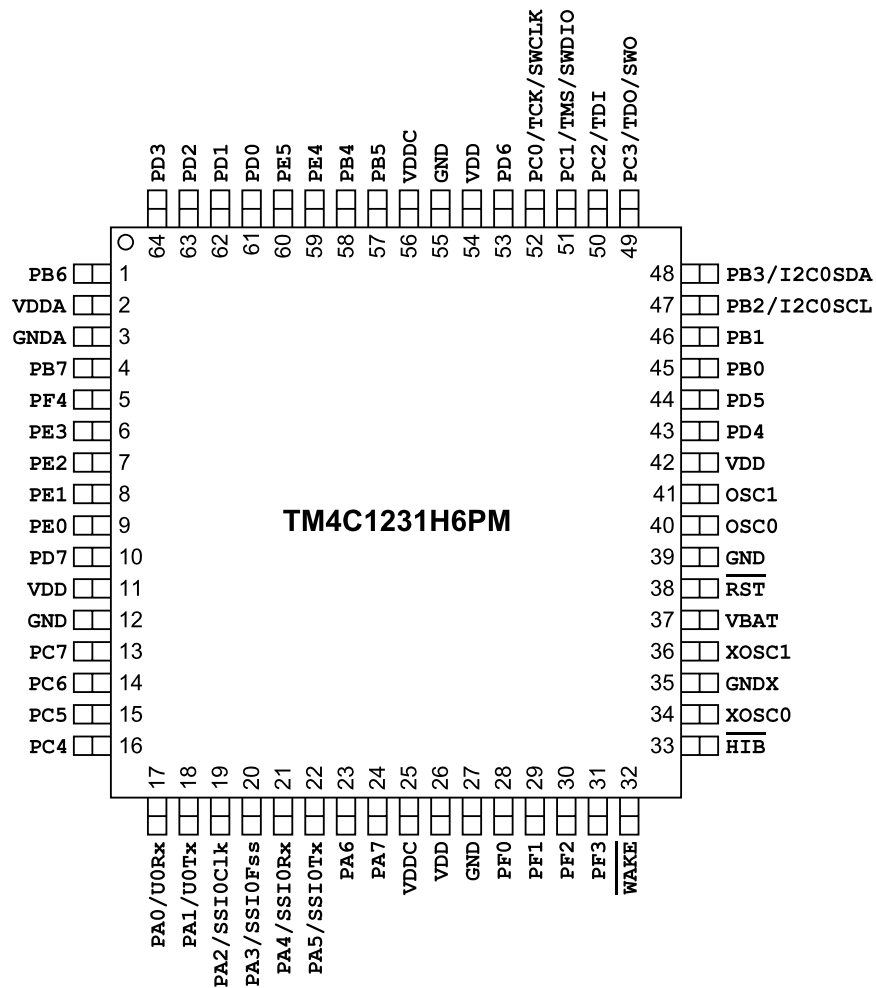 PD3 PD2 PD1 PD0 PE5 PE4 PB4 PB5 VDDC GND VDD PD6 PC0/TCK/SWCLK PC1/TMS/SWDIO PC2/TDI PC3/TDO/SWO
64 63 62 61 60 59 58 57 56 55 54 53 52 51 50 49
PB6 1 48 PB3/I2C0SDA
VDDA 2 47 PB2/I2C0SCL
GNDA 3 46 PB1
PB7 4 45 PB0
PF4 5 44 PD5
PE3 6 43 PD4
PE2 7 42 VDD
PE1 8 41 OSC1
TM4C1231H6PM
PE0 9 40 OSC0
PD7 10 39 GND
VDD 11 38 RST
GND 12 37 VBAT
PC7 13 36 XOSC1
PC6 14 35 GNDX
PC5 15 34 XOSC0
PC4 16 33 HIB
17 18 19 20 21 22 23 24 25 26 27 28 29 30 31 32
PA0/U0Rx PA1/U0Tx PA2/SSI0Clk PA3/SSI0Fss PA4/SSI0Rx PA5/SSI0Tx PA6 PA7 VDDC VDD GND PF0 PF1 PF2 PF3 WAKE